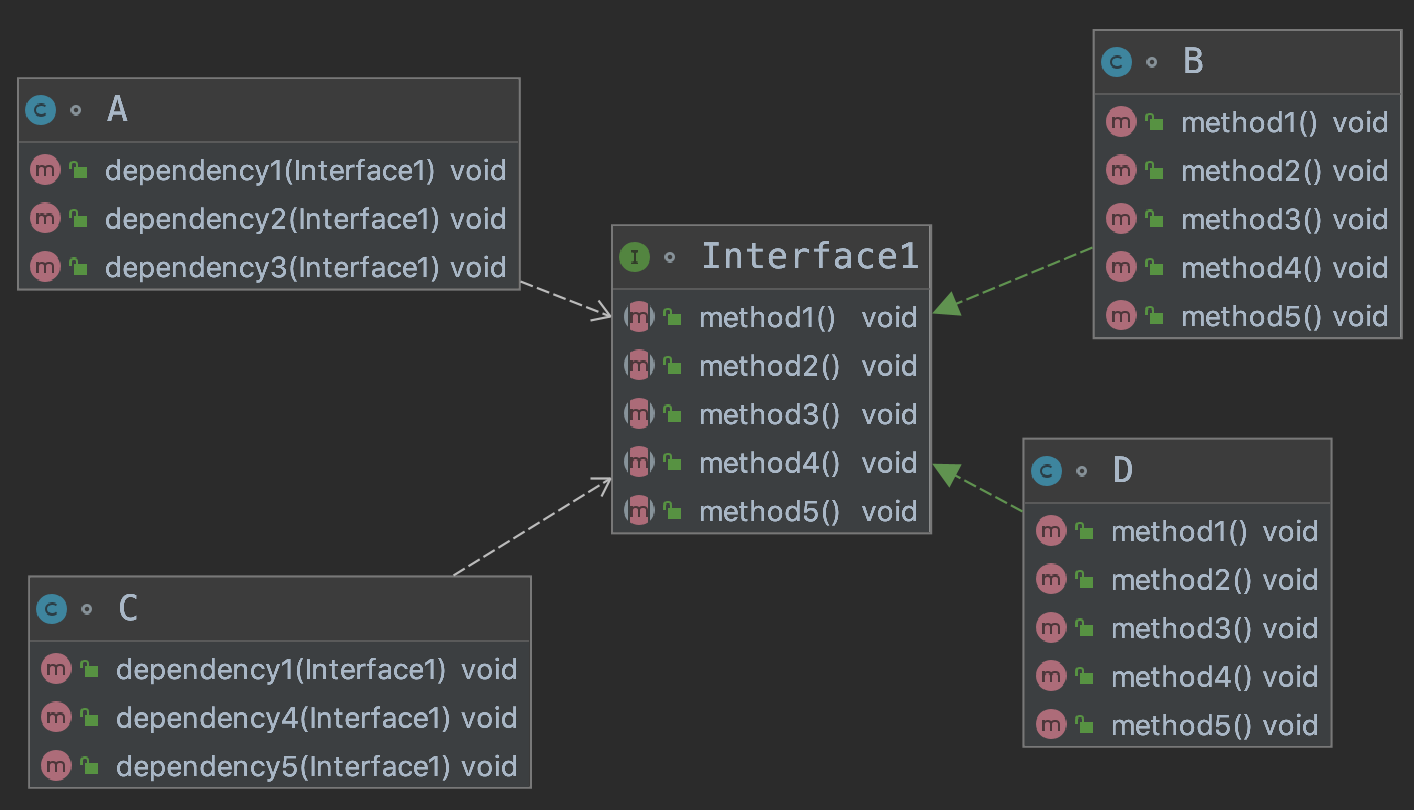 A
dependency1(Interface1) void
dependency2(Interface1) void
dependency3(Interface1) void
B
method1() void
method2() void
method3() void
method4() void
method5() void
Interface1
method1() void
method2() void
method3() void
method4() void
method5() void
C
dependency1(Interface1) void
dependency4(Interface1) void
dependency5(Interface1) void
D
method1() void
method2() void
method3() void
method4() void
method5() void